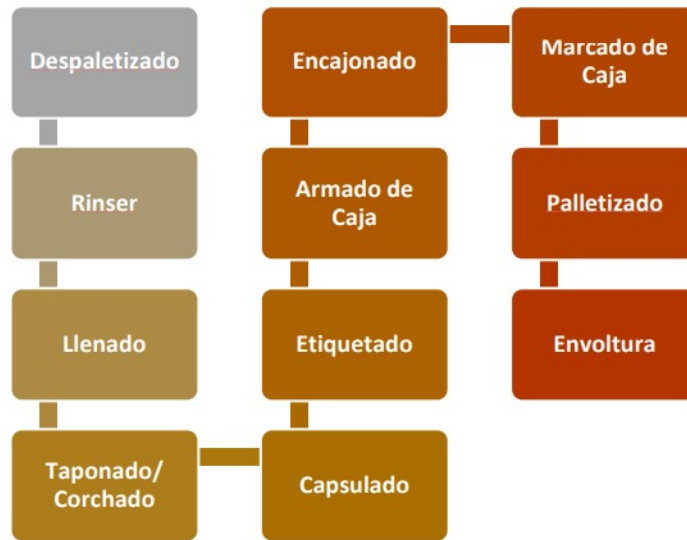 Despaletizado
Rinser
Llenado
Taponado/
Corchado
Capsulado
Etiquetado
Armado de
Caja
Encajonado
Marcado de
Caja
Palletizado
Envoltura